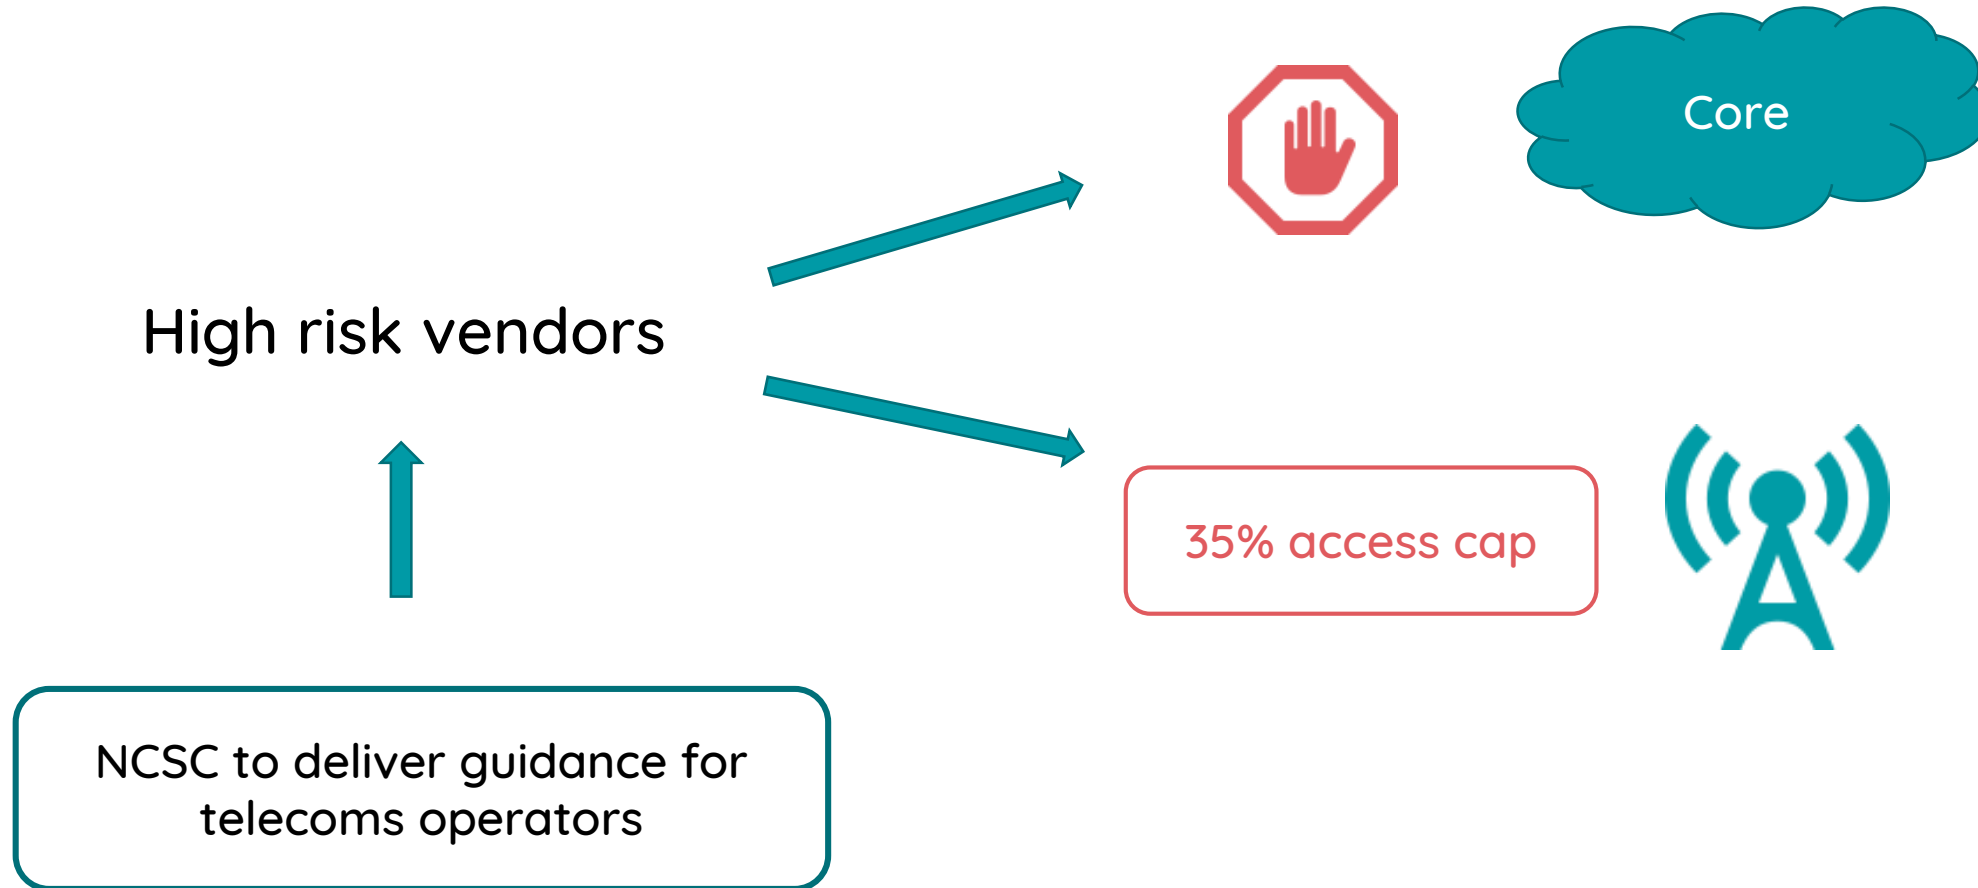 Core
High risk vendors
35% access cap
NCSC to deliver guidance for
telecoms operators